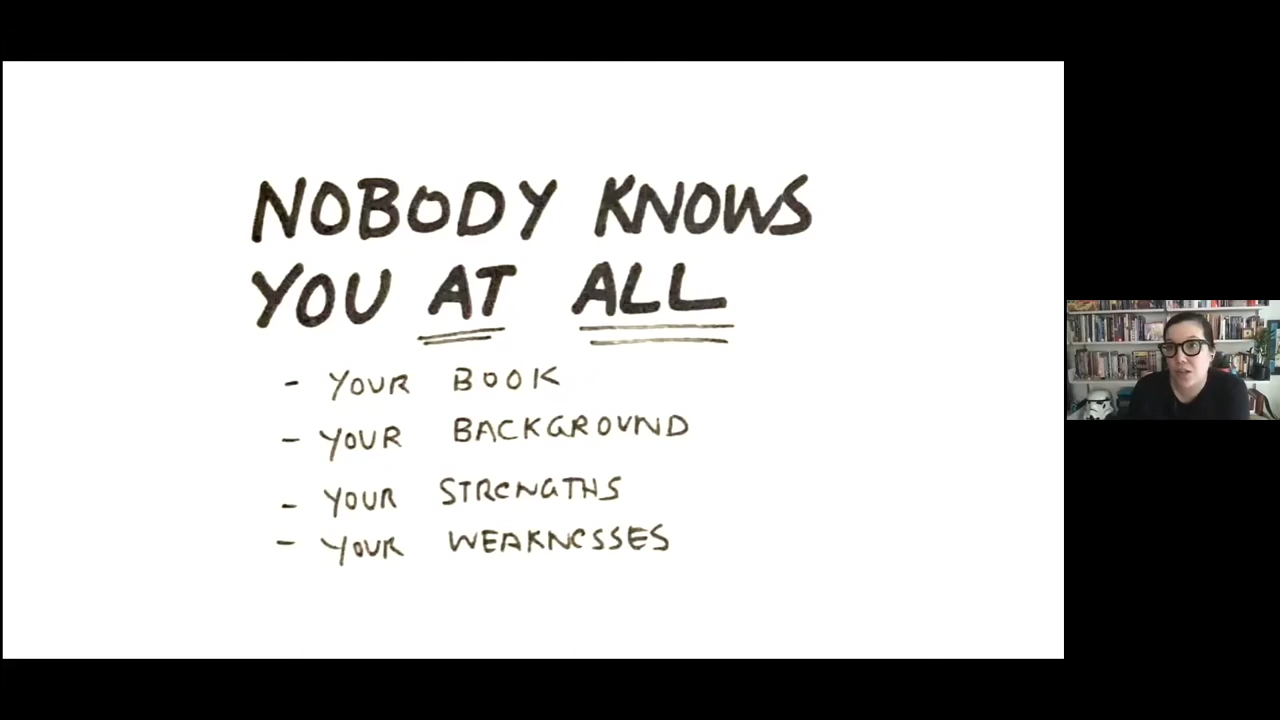 NOBODY KNOWS
YOU AT ALL
- YOUR BOOK
- YOUR BACKGROUND
- YOUR STRENGTHS
- YOUR WEAKNESSES